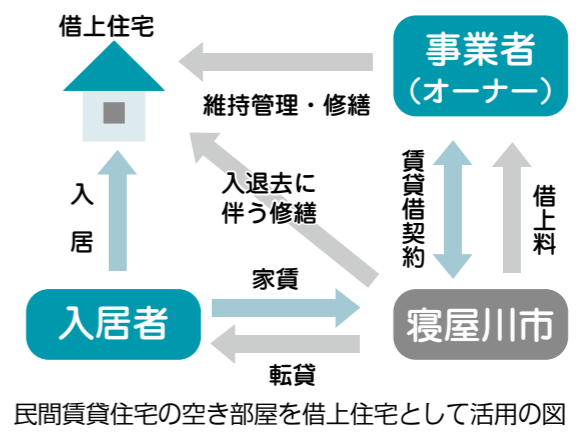 借上住宅
事業者
（オーナー）
維持管理・修繕
入居
入退去に
伴う修繕
賃貸借契約
借上料
家賃
入居者
寝屋川市
転貸
民間賃貸住宅の空き部屋を借上住宅として活用の図